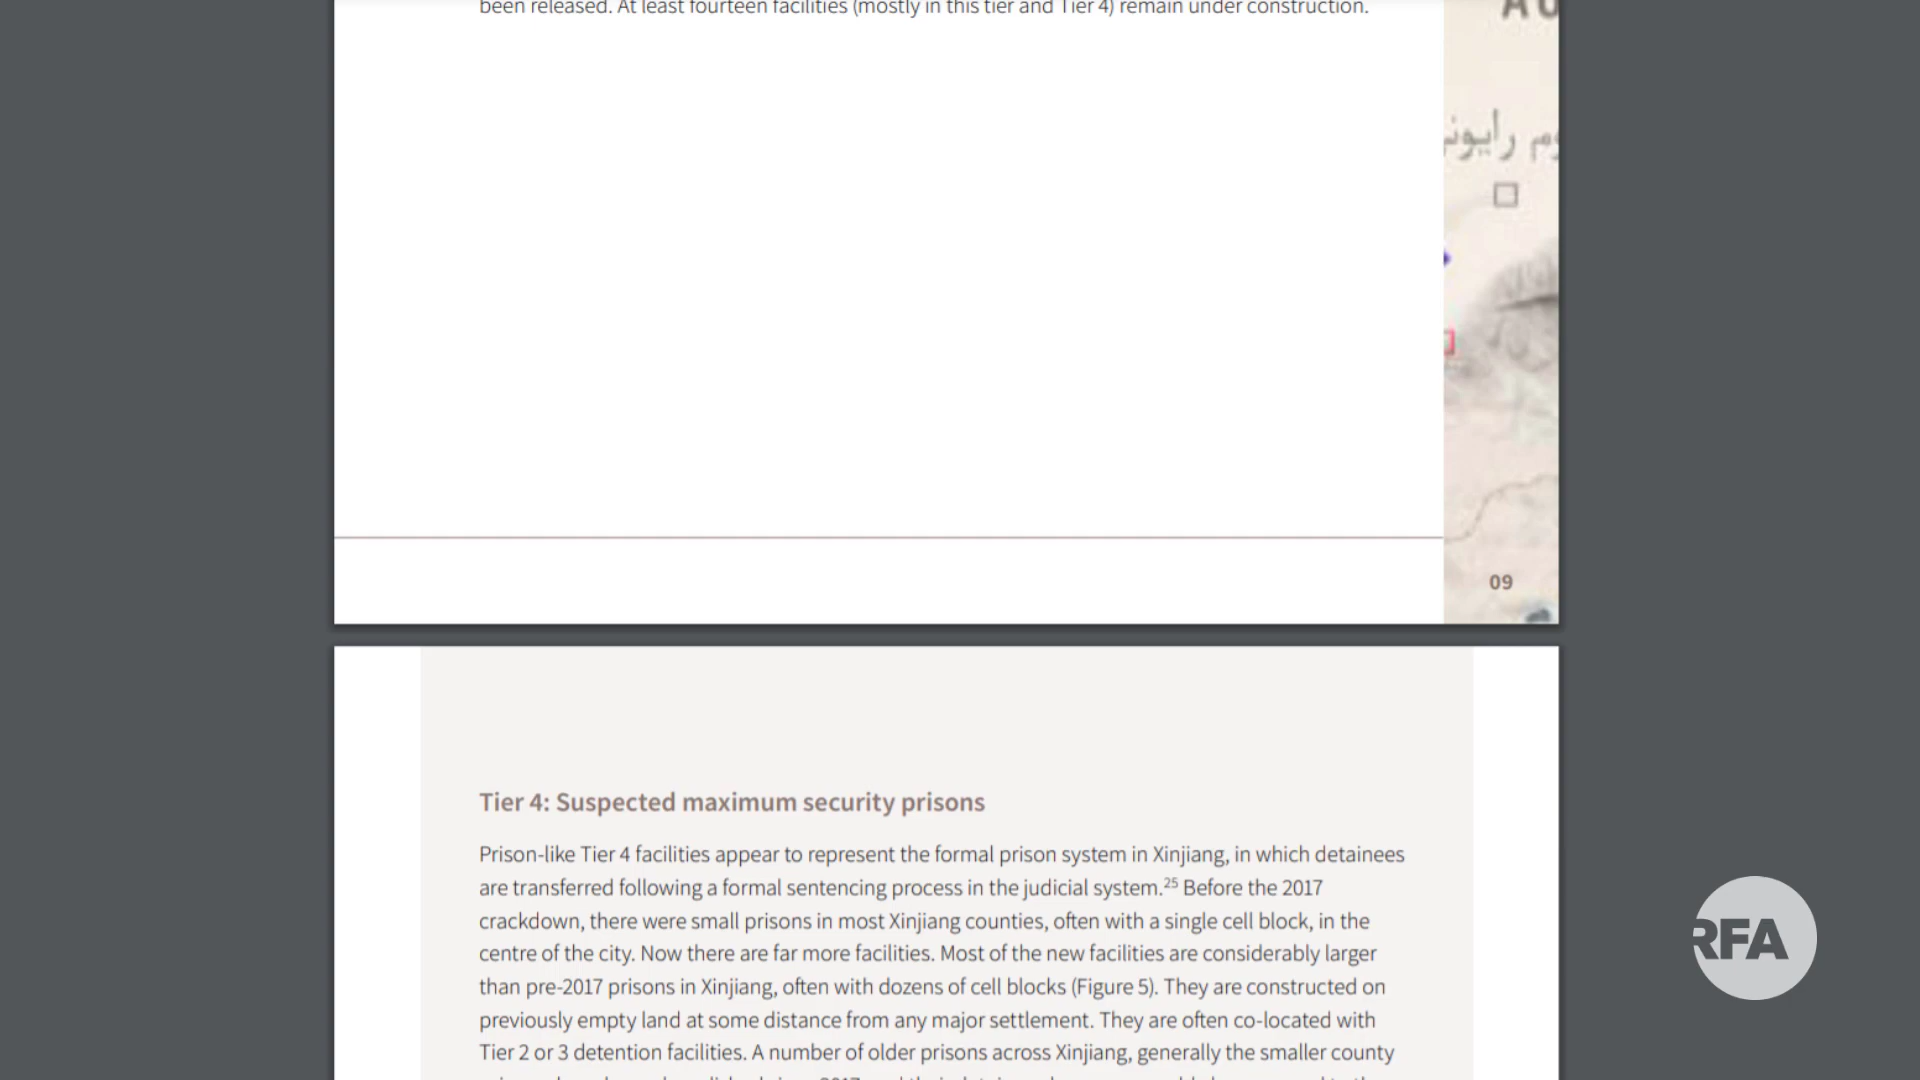 been released. At least fourteen facilities (mostly in this tier and Tier 4) remain under construction.
09
Tier 4: Suspected maximum security prisons
Prison-like Tier 4 facilities appear to represent the formal prison system in Xinjiang, in which detainees
are transferred following a formal sentencing process in the judicial system.25 Before the 2017
crackdown, there were small prisons in most Xinjiang counties, often with a single cell block, in the
centre of the city. Now there are far more facilities. Most of the new facilities are considerably larger
than pre-2017 prisons in Xinjiang, often with dozens of cell blocks (Figure 5). They are constructed on
previously empty land at some distance from any major settlement. They are often co-located with
Tier 2 or 3 detention facilities. A number of older prisons across Xinjiang, generally the smaller county
RFA